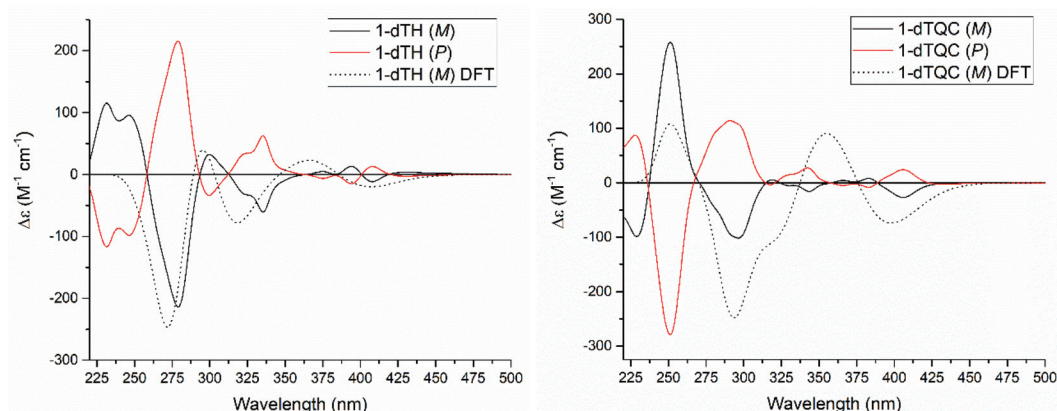 1-dTH (M)
1-dTH (P)
1-dTH (M) DFT
200
100
0
-100
-200
-300
Δε (M⁻¹ cm⁻¹)
225 250 275 300 325 350 375 400 425 450 475 500
Wavelength (nm)
1-dTQC (M)
1-dTQC (P)
1-dTQC (M) DFT
300
200
100
0
-100
-200
-300
Δε (M⁻¹ cm⁻¹)
225 250 275 300 325 350 375 400 425 450 475 500
Wavelength (nm)